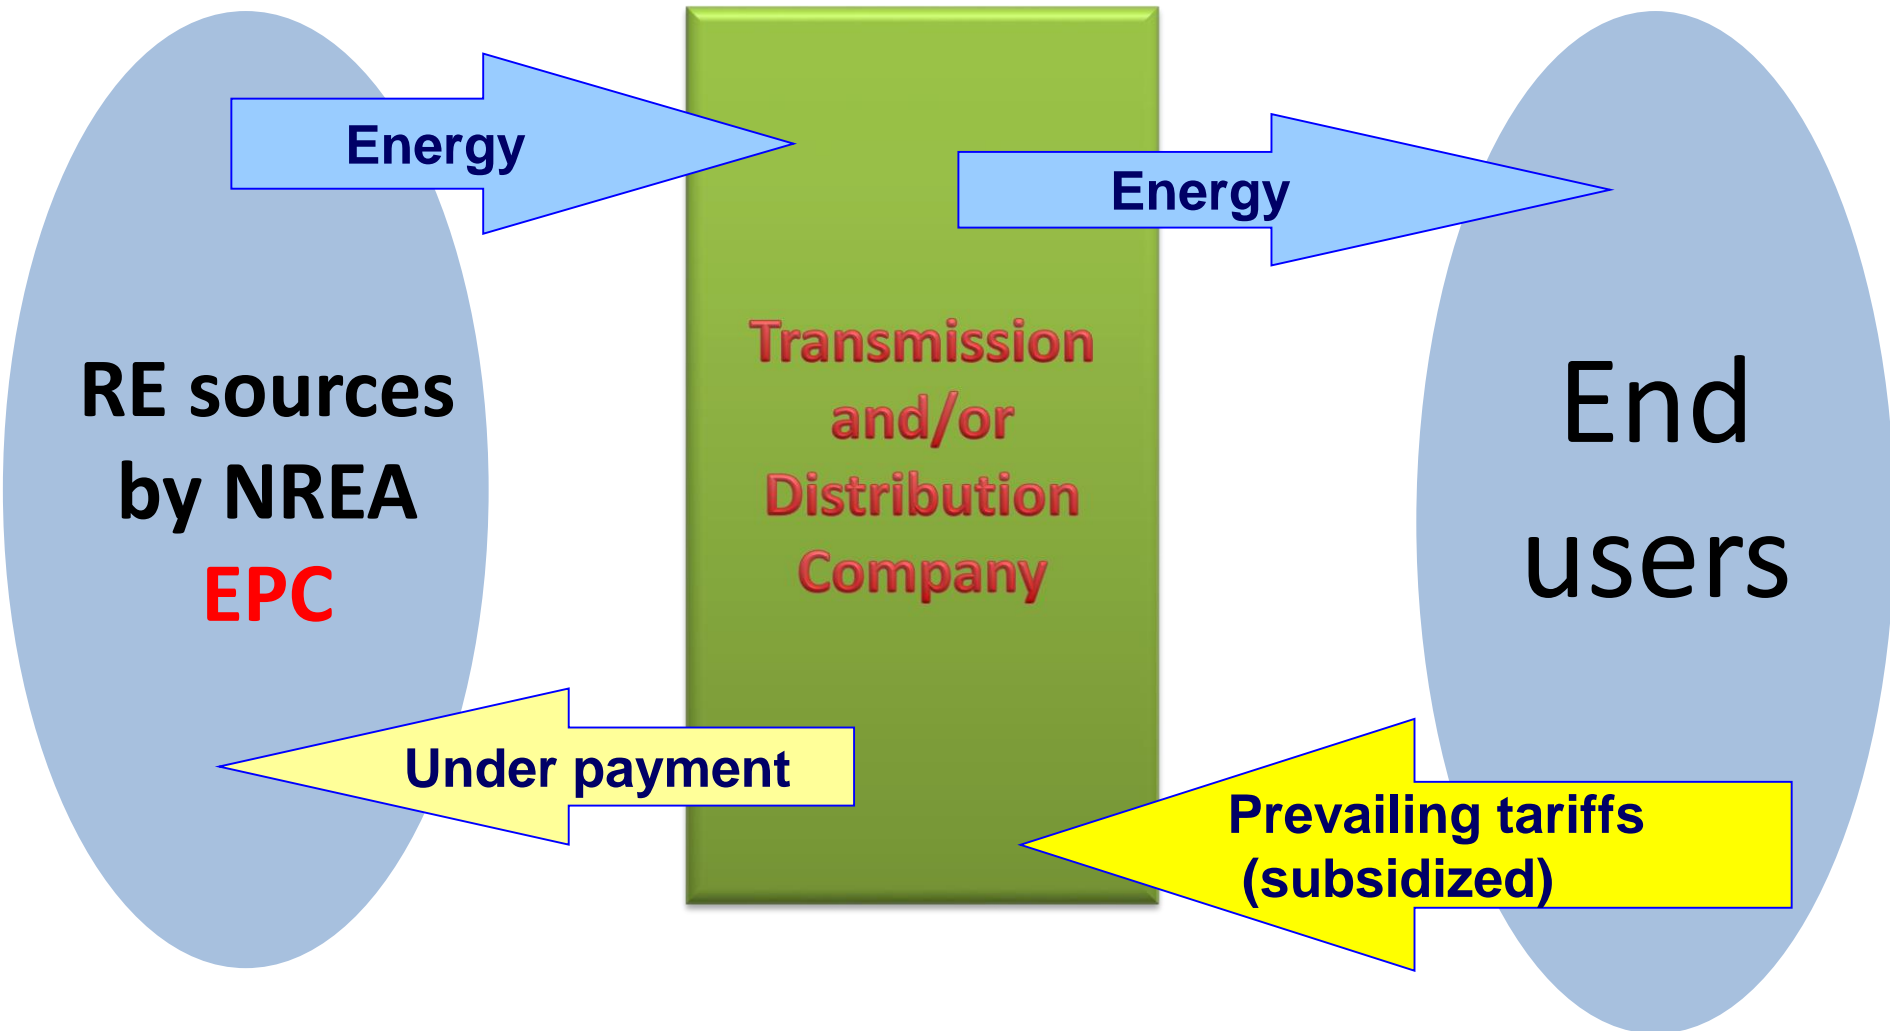 Energy
Energy
RE sources
by NREA
EPC
Transmission
and/or
Distribution
Company
End
users
Under payment
Prevailing tariffs
(subsidized)